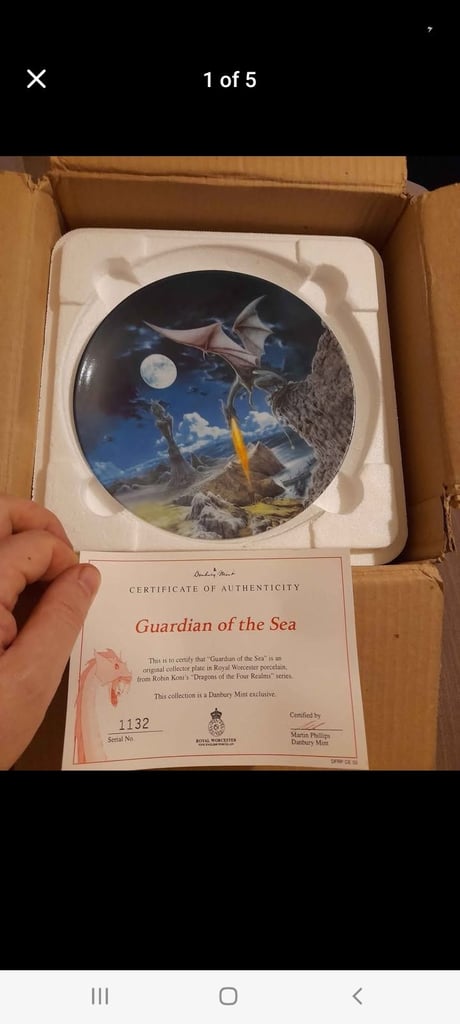 1 of 5
Danbury Mint
CERTIFICATE OF AUTHENTICITY
Guardian of the Sea
This is to certify that "Guardian of the Sea" is an
original collector plate in Royal Worcester porcelain,
from Robin Koni's "Dragons of the Four Realms" series.
This collection is a Danbury Mint exclusive.
1132
Serial No.
ROYAL WORCESTER
Certified by
Martin Phillips
Danbury Mint